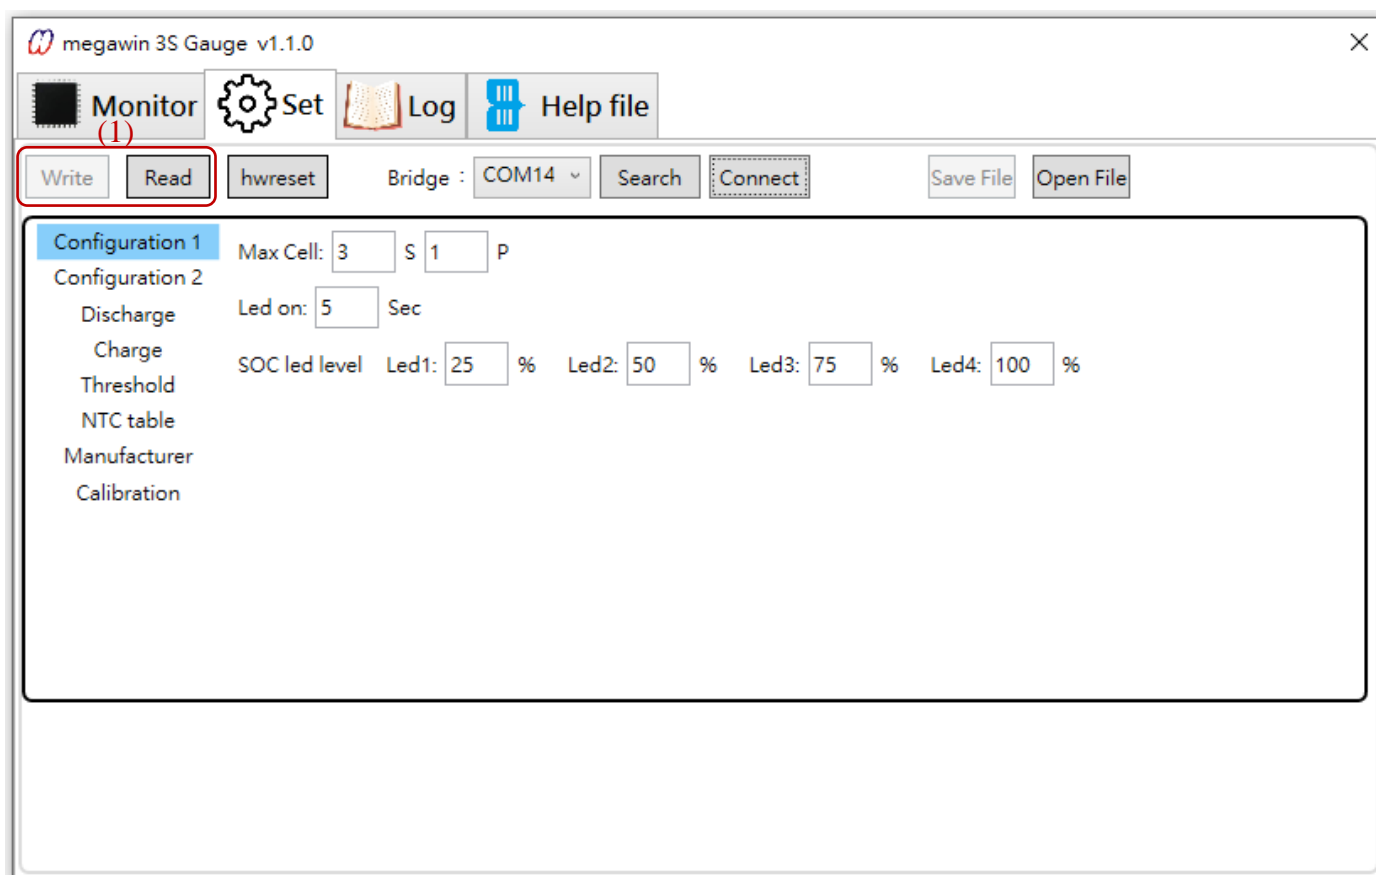 megawin 3S Gauge v1.1.0
Monitor Set Log Help file
(1)
Write Read hwreset Bridge : COM14 Search Connect Save File Open File
Configuration 1
Configuration 2
Discharge
Charge
Threshold
NTC table
Manufacturer
Calibration
Max Cell: 3 S 1 P
Led on: 5 Sec
SOC led level Led1: 25 % Led2: 50 % Led3: 75 % Led4: 100 %